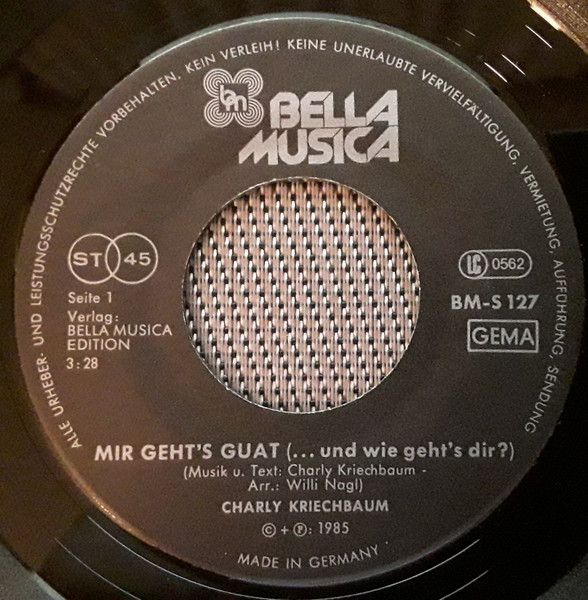 ALLE URHEBER- UND LEISTUNGSSCHUTZRECHTE VORBEHALTEN. KEIN VERLEIH! KEINE UNERLAUBTE VERVIELFÄLTIGUNG, VERMIETUNG, AUFFÜHRUNG, SENDUNG
bm BELLA
MUSICA
ST 45
Seite 1
Verlag:
BELLA MUSICA
EDITION
3:28
LC 0562
BM-S 127
GEMA
MIR GEHT'S GUAT (... und wie geht's dir?)
(Musik u. Text: Charly Kriechbaum -
Arr.: Willi Nagl)
CHARLY KRIECHBAUM
© + Ⓟ: 1985
MADE IN GERMANY